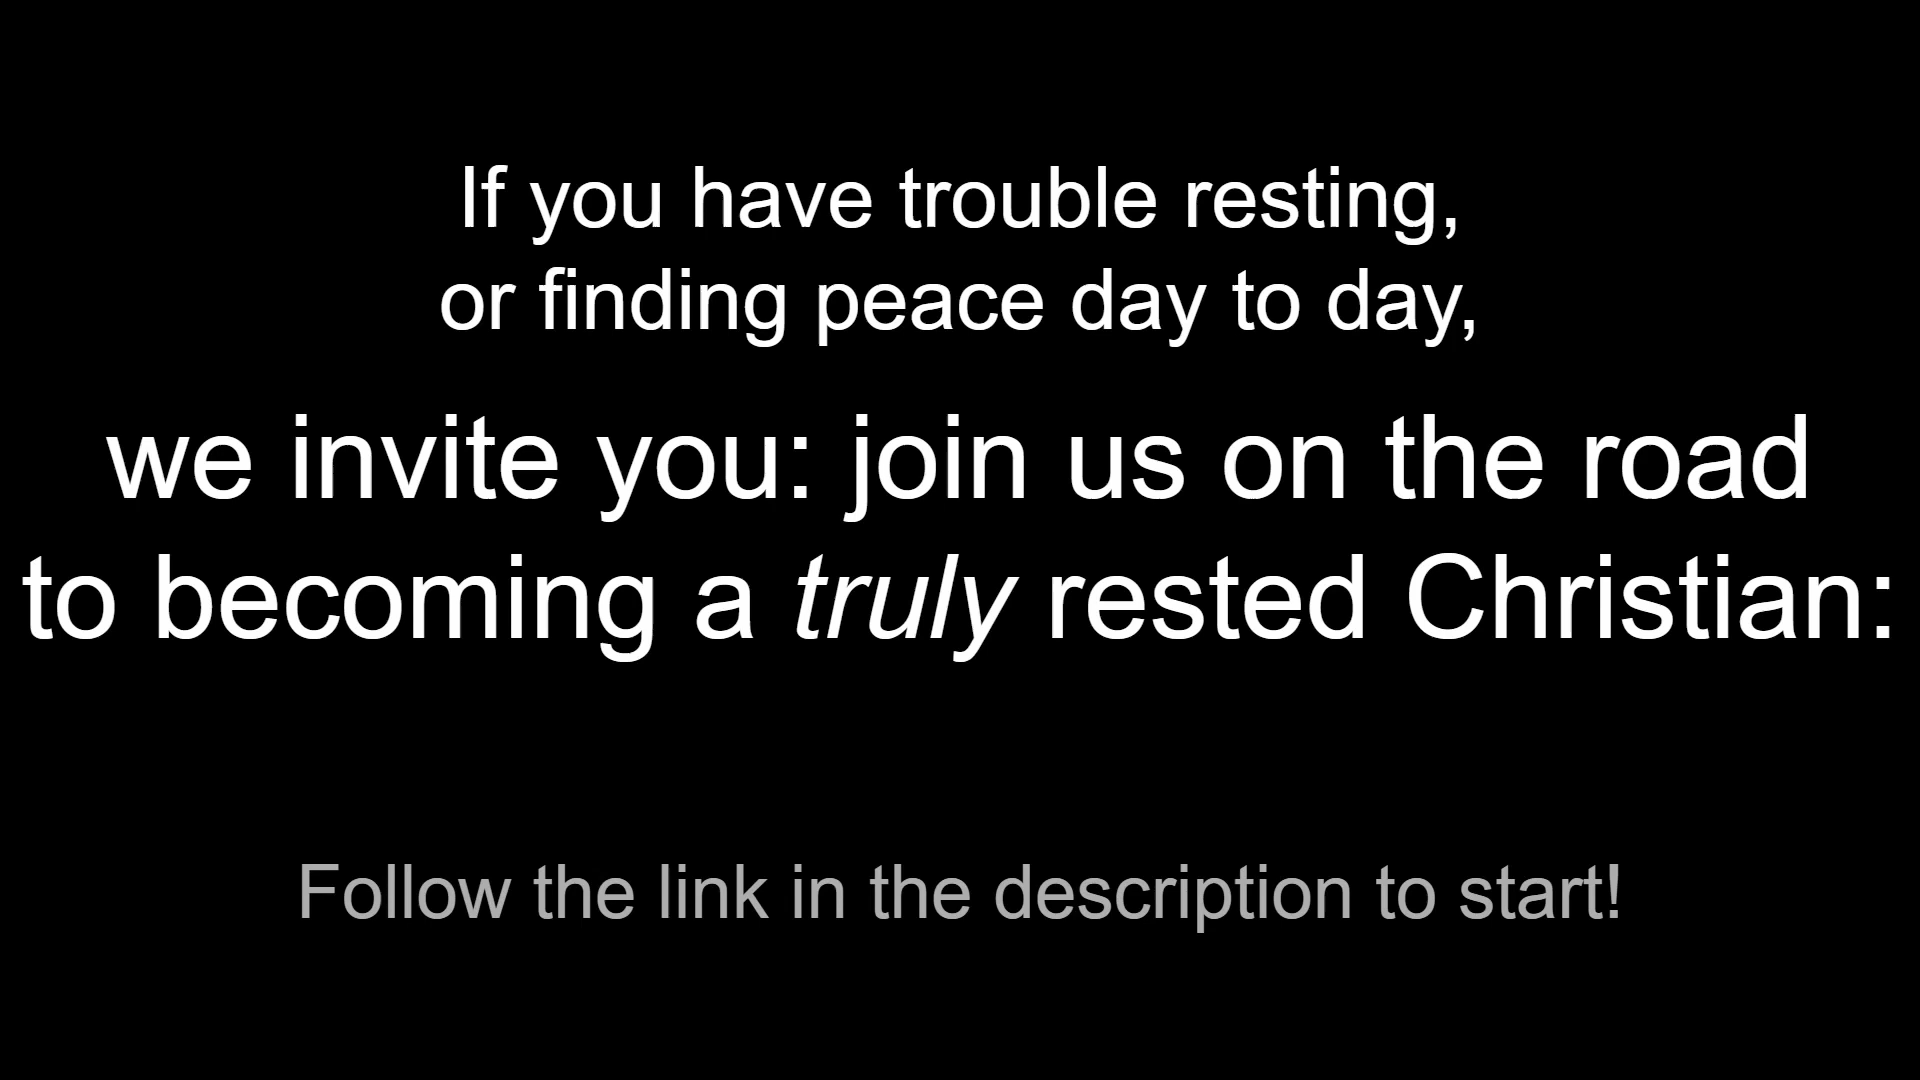 If you have trouble resting,
or finding peace day to day,
we invite you: join us on the road
to becoming a truly rested Christian:
Follow the link in the description to start!